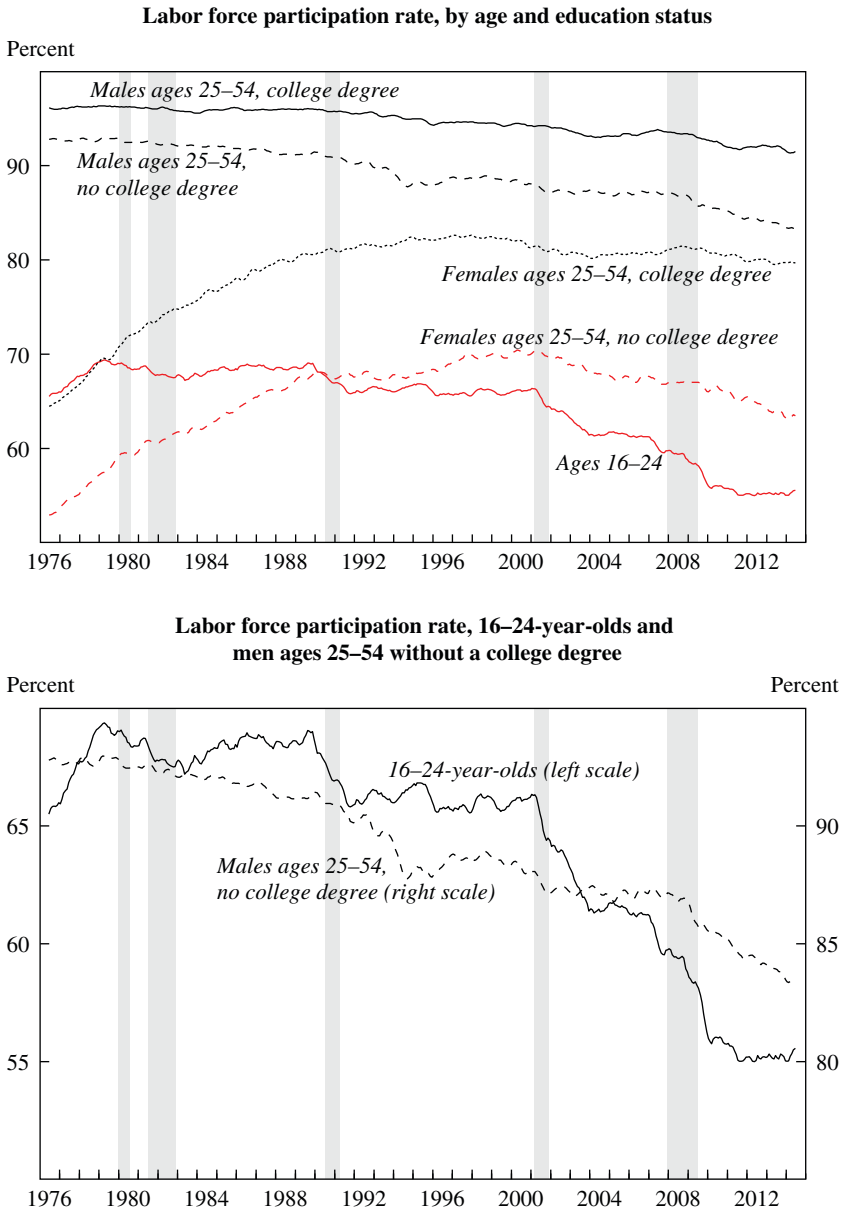 Labor force participation rate, by age and education status
Percent
Males ages 25–54, college degree
90
Males ages 25–54,
no college degree
80
Females ages 25–54, college degree
Females ages 25–54, no college degree
70
60
Ages 16–24
1976 1980 1984 1988 1992 1996 2000 2004 2008 2012
Labor force participation rate, 16–24-year-olds and
men ages 25–54 without a college degree
Percent Percent
16–24-year-olds (left scale)
65 90
Males ages 25–54,
no college degree (right scale)
60 85
55 80
1976 1980 1984 1988 1992 1996 2000 2004 2008 2012